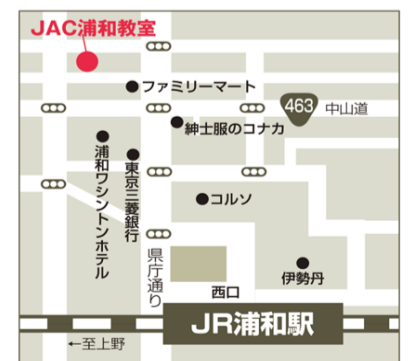 JAC浦和教室
ファミリーマート
463
中山道
紳士服のコナカ
浦和ワシントンホテル
東京三菱銀行
コルソ
県庁通り
伊勢丹
西口
JR浦和駅
←至上野